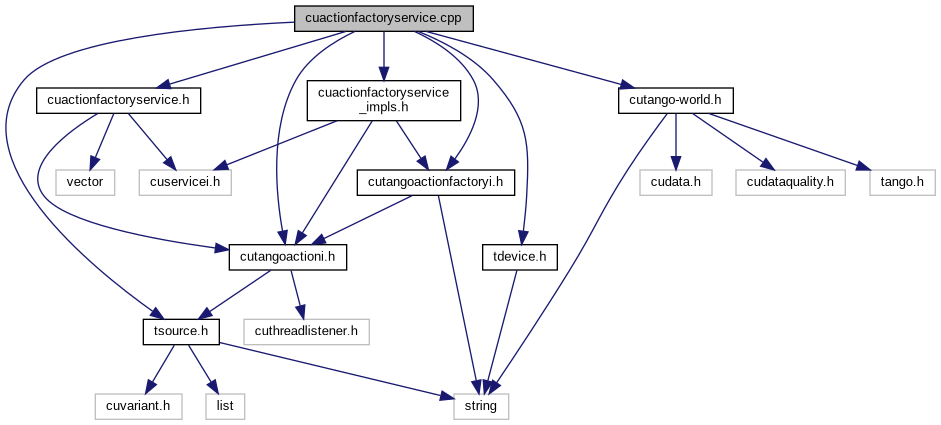 cuactionfactoryservice.cpp
cuactionfactoryservice.h
cuactionfactoryservice
_impls.h
cutango-world.h
vector
cuservicei.h
cutangoactionfactoryi.h
cudata.h
cudataquality.h
tango.h
cutangoactioni.h
tdevice.h
tsource.h
cuthreadlistener.h
cuvariant.h
list
string